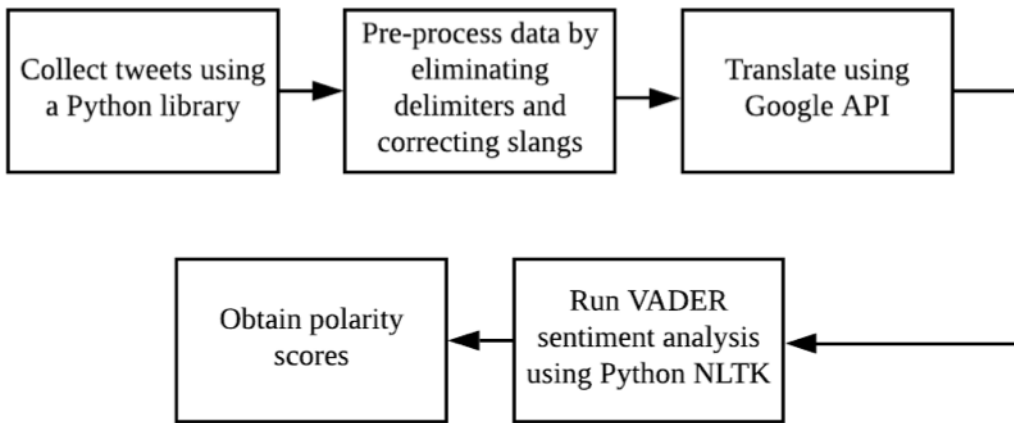 Collect tweets using
a Python library
Pre-process data by
eliminating
delimiters and
correcting slangs
Translate using
Google API
Run VADER
sentiment analysis
using Python NLTK
Obtain polarity
scores